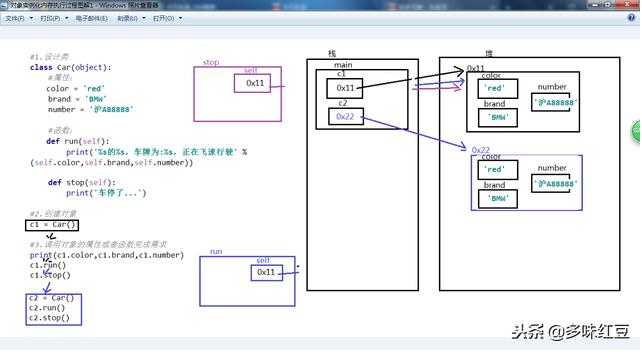 对象实例化内存执行过程图解1 - Windows 照片查看器
文件(F) 打印(P) 电子邮件(E) 刻录(U) 打开(O)
#1.设计类
class Car(object):
#属性:
color = 'red'
brand = 'BMW'
number = '沪A88888'
#函数:
def run(self):
print('%s的%s，车牌为:%s，正在飞速行驶' %
(self.color,self.brand,self.number))
def stop(self):
print('车停了...')
#2.创建对象
c1 = Car()
#3.调用对象的属性或者函数完成需求
print(c1.color,c1.brand,c1.number)
c1.run()
c1.stop()
c2 = Car()
c2.run()
c2.stop()
stop
self
0x11
run
self
0x11
栈
main
c1
0x11
c2
0x22
堆
0x11
color
'red'
number
'沪A88888'
brand
'BMW'
0x22
color
'red'
number
'沪A88888'
brand
'BMW'
头条 @多味红豆